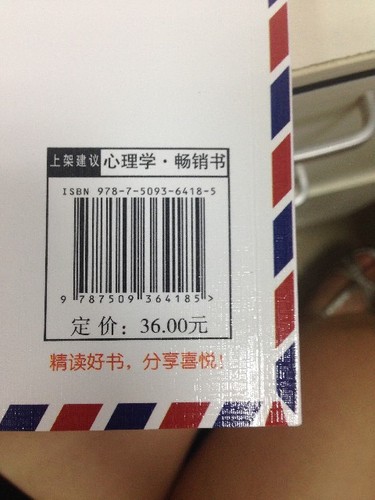 上架建议 心理学·畅销书
ISBN 978-7-5093-6418-5
9 787509 364185 >
定价：36.00元
精读好书，分享喜悦！